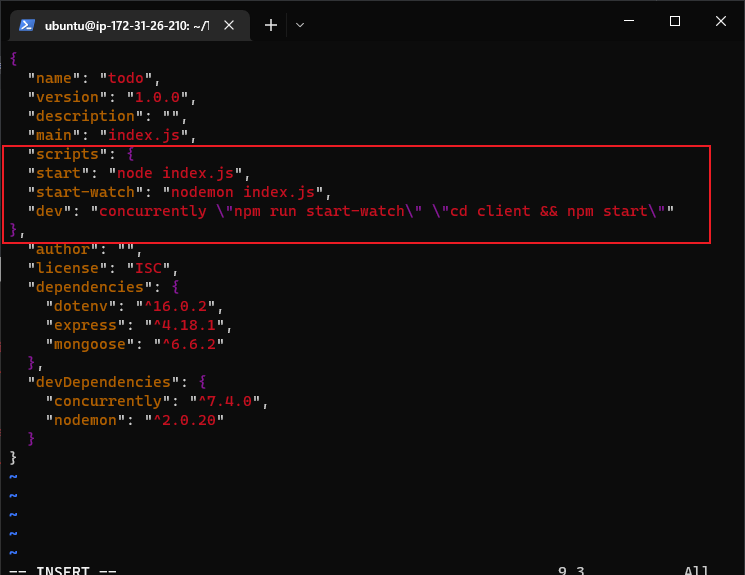 ubuntu@ip-172-31-26-210: ~/1
{
  "name": "todo",
  "version": "1.0.0",
  "description": "",
  "main": "index.js",
  "scripts": {
  "start": "node index.js",
  "start-watch": "nodemon index.js",
  "dev": "concurrently \"npm run start-watch\" \"cd client && npm start\""
},
  "author": "",
  "license": "ISC",
  "dependencies": {
    "dotenv": "^16.0.2",
    "express": "^4.18.1",
    "mongoose": "^6.6.2"
  },
  "devDependencies": {
    "concurrently": "^7.4.0",
    "nodemon": "^2.0.20"
  }
}
~
~
~
~
~
-- INSERT -- 9,3 All